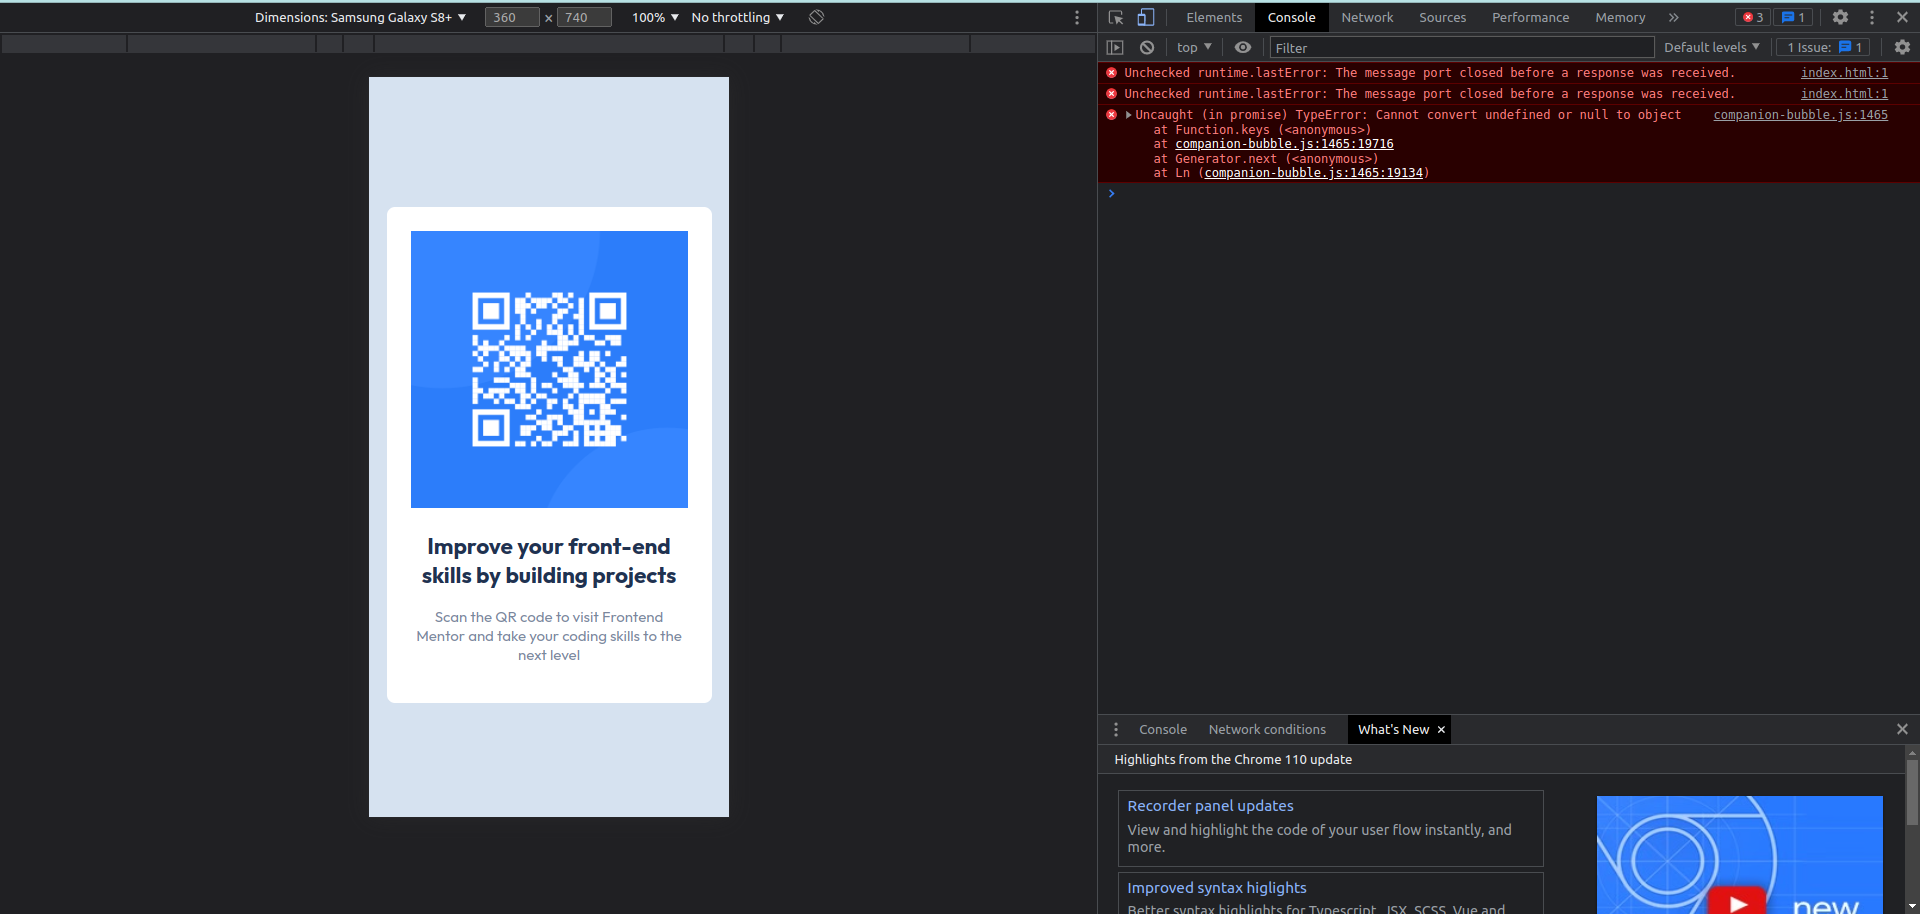 Dimensions: Samsung Galaxy S8+ ▼ 360 × 740 100% ▼ No throttling ▼
Elements Console Network Sources Performance Memory » 3 1
top ▼ Filter Default levels ▼ 1 Issue: 1
Unchecked runtime.lastError: The message port closed before a response was received. index.html:1
Unchecked runtime.lastError: The message port closed before a response was received. index.html:1
Uncaught (in promise) TypeError: Cannot convert undefined or null to object companion-bubble.js:1465
at Function.keys (<anonymous>)
at companion-bubble.js:1465:19716
at Generator.next (<anonymous>)
at Ln (companion-bubble.js:1465:19134)
Improve your front-end
skills by building projects
Scan the QR code to visit Frontend
Mentor and take your coding skills to the
next level
Console Network conditions What's New
Highlights from the Chrome 110 update
Recorder panel updates
View and highlight the code of your user flow instantly, and
more.
Improved syntax higlights
Better syntax highlights for Typescript, JSX, SCSS, Vue and
new